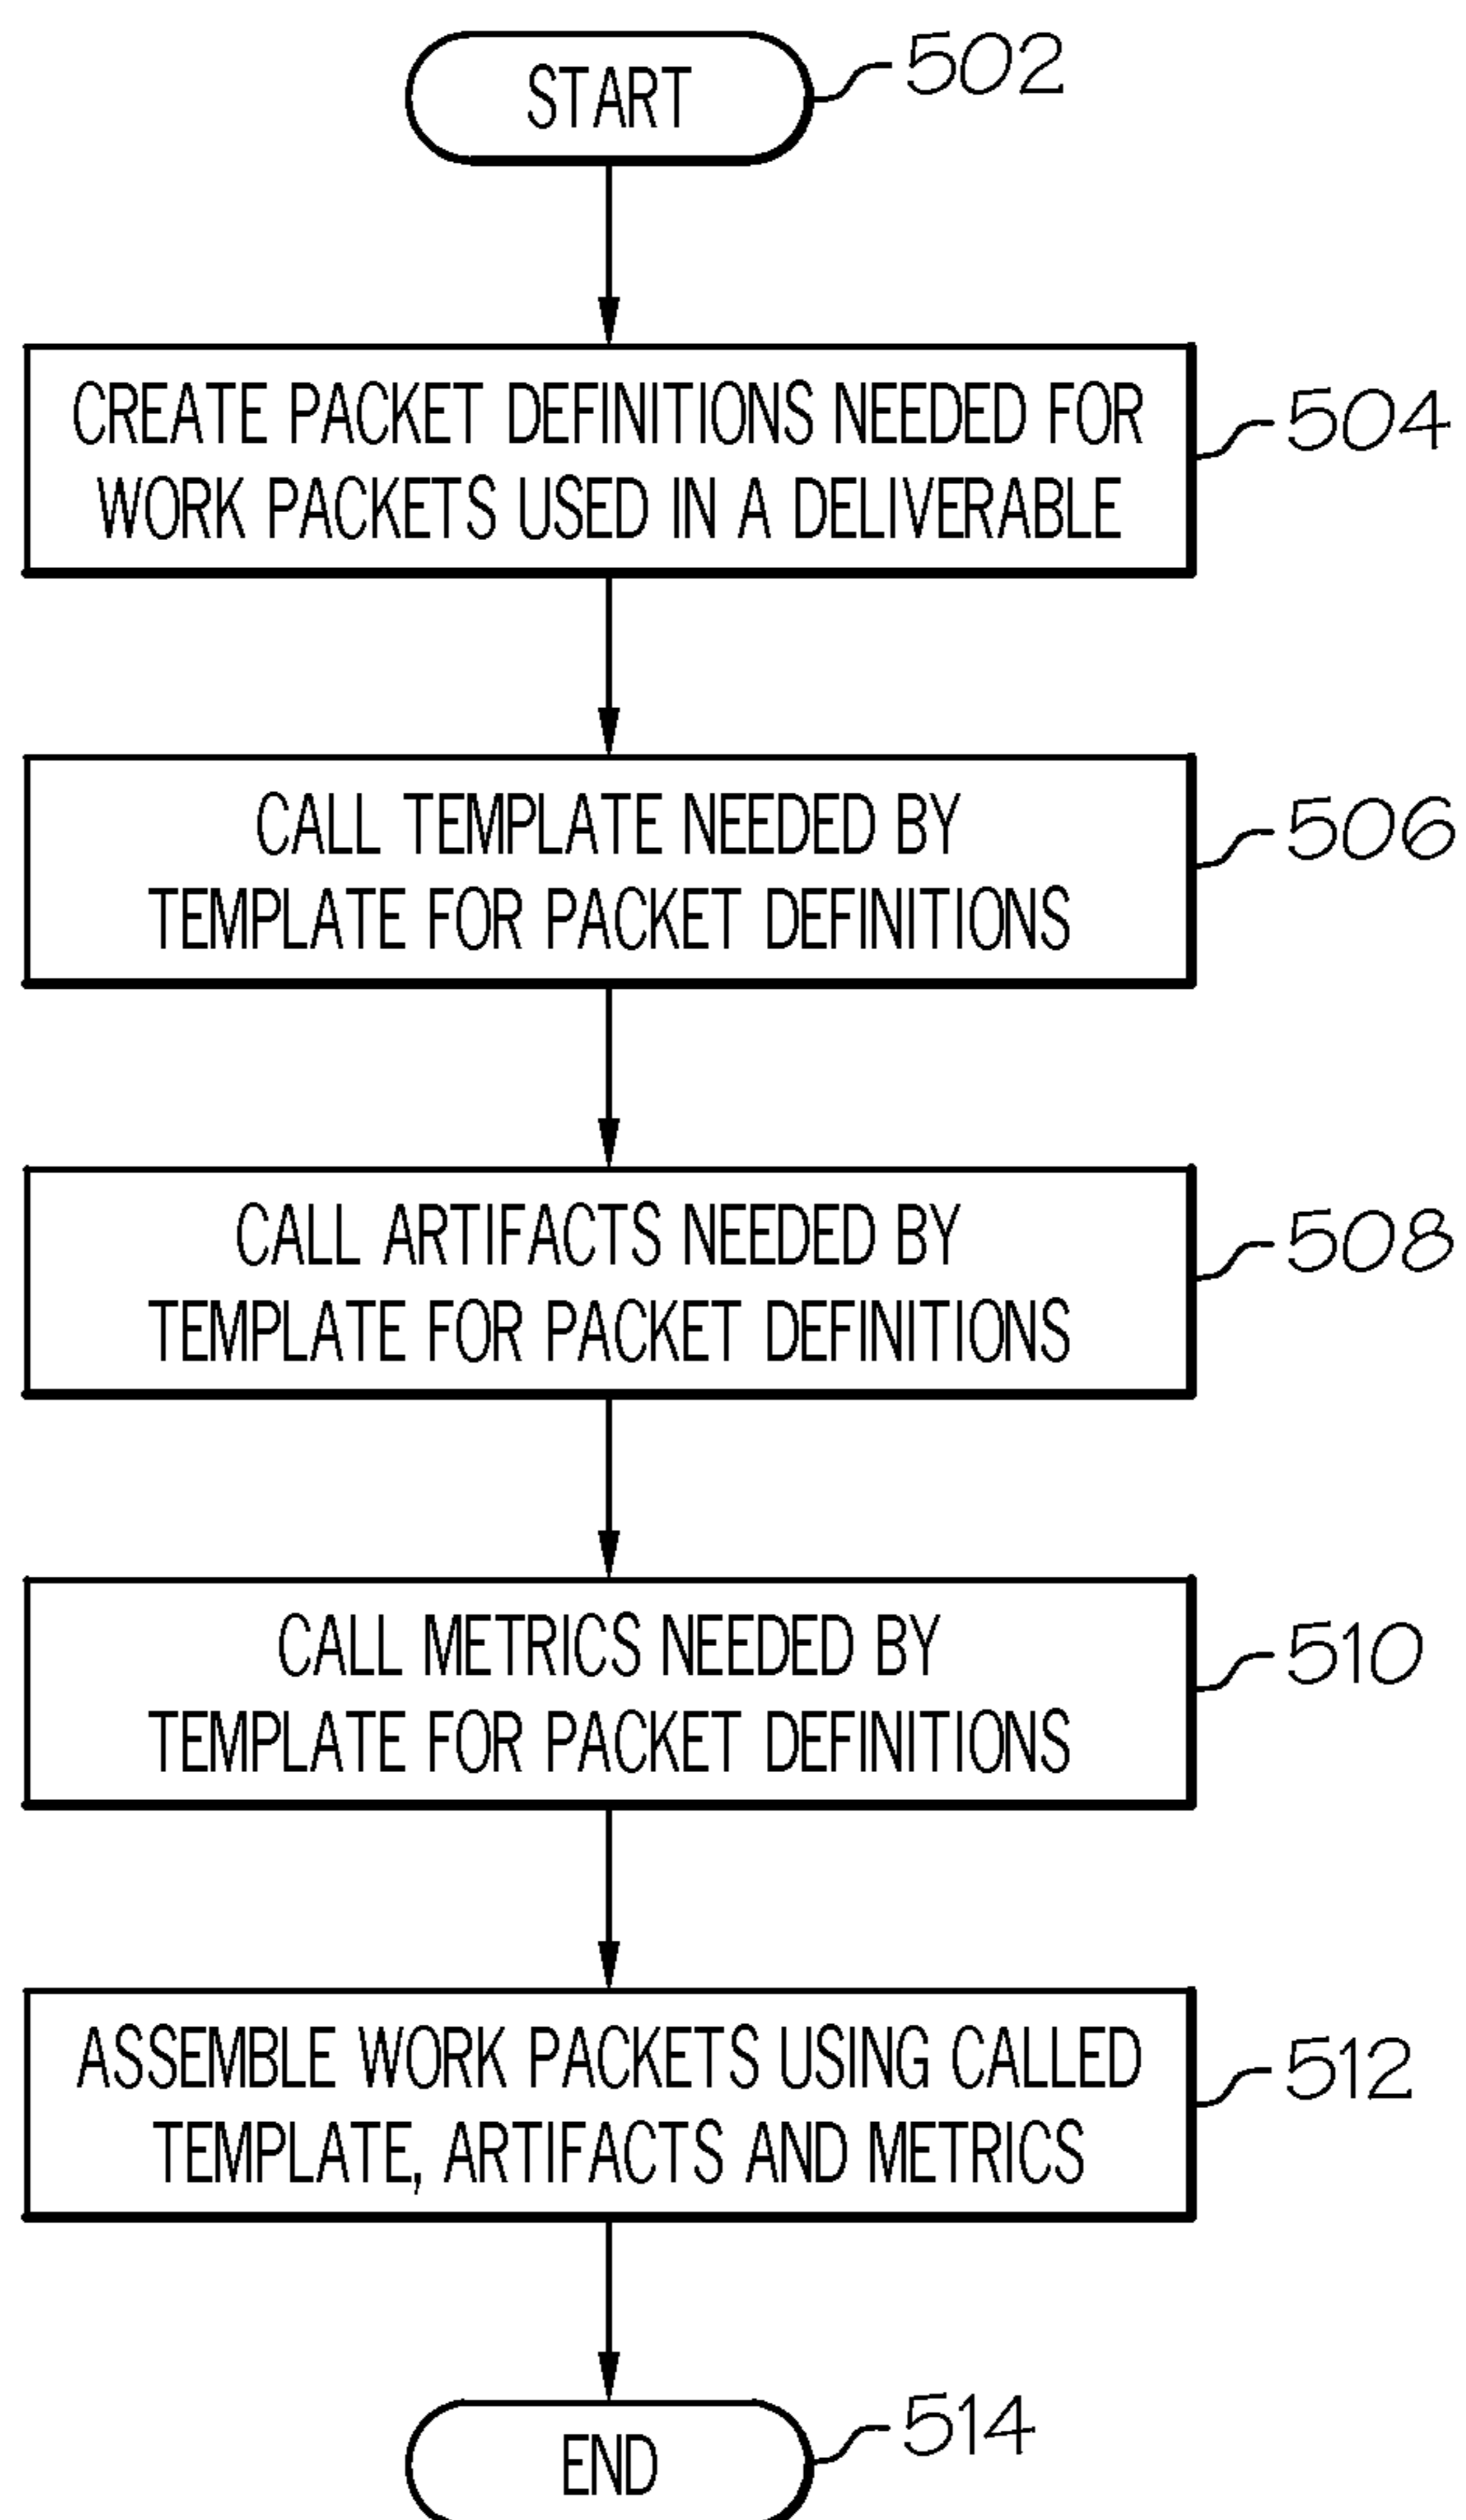 START
502
CREATE PACKET DEFINITIONS NEEDED FOR
WORK PACKETS USED IN A DELIVERABLE
504
CALL TEMPLATE NEEDED BY
TEMPLATE FOR PACKET DEFINITIONS
506
CALL ARTIFACTS NEEDED BY
TEMPLATE FOR PACKET DEFINITIONS
508
CALL METRICS NEEDED BY
TEMPLATE FOR PACKET DEFINITIONS
510
ASSEMBLE WORK PACKETS USING CALLED
TEMPLATE, ARTIFACTS AND METRICS
512
END
514